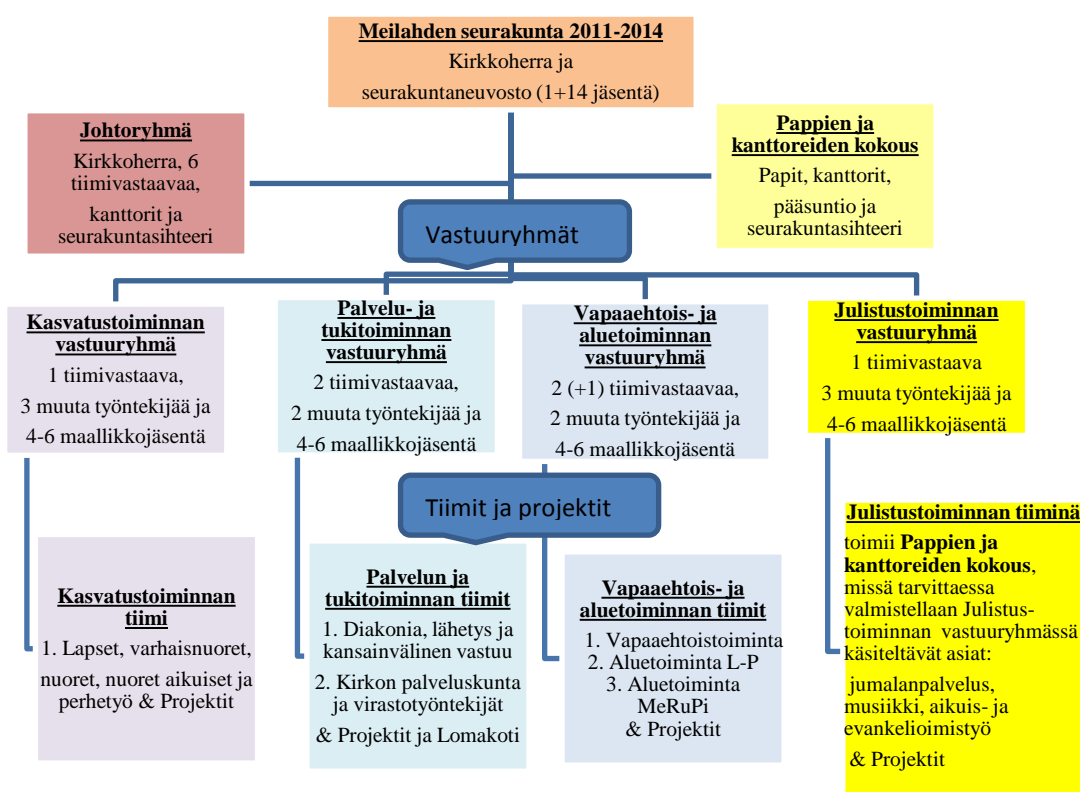 Meilahden seurakunta 2011-2014
Kirkkoherra ja
seurakuntaneuvosto (1+14 jäsentä)
Johtoryhmä
Kirkkoherra, 6
tiimivastaavaa,
kanttorit ja
seurakuntasihteeri
Pappien ja
kanttoreiden kokous
Papit, kanttorit,
pääsuntio ja
seurakuntasihteeri
Vastuuryhmät
Kasvatustoiminnan
vastuuryhmä
1 tiimivastaava,
3 muuta työntekijää ja
4-6 maallikkojäsentä
Palvelu- ja
tukitoiminnan
vastuuryhmä
2 tiimivastaavaa,
2 muuta työntekijää ja
4-6 maallikkojäsentä
Vapaaehtois- ja
aluetoiminnan
vastuuryhmä
2 (+1) tiimivastaavaa,
2 muuta työntekijää ja
4-6 maallikkojäsentä
Julistustoiminnan
vastuuryhmä
1 tiimivastaava
3 muuta työntekijää ja
4-6 maallikkojäsentä
Tiimit ja projektit
Kasvatustoiminnan
tiimi
1. Lapset, varhaisnuoret,
nuoret, nuoret aikuiset ja
perhetyö & Projektit
Palvelun ja
tukitoiminnan tiimit
1. Diakonia, lähetys ja
kansainvälinen vastuu
2. Kirkon palveluskunta
ja virastotyöntekijät
& Projektit ja Lomakoti
Vapaaehtois- ja
aluetoiminnan tiimit
1. Vapaaehtoistoiminta
2. Aluetoiminta L-P
3. Aluetoiminta
MeRuPi
& Projektit
Julistustoiminnan tiiminä
toimii Pappien ja
kanttoreiden kokous,
missä tarvittaessa
valmistellaan Julistus-
toiminnan vastuuryhmässä
käsiteltävät asiat:
jumalanpalvelus,
musiikki, aikuis- ja
evankelioimistyö
& Projektit